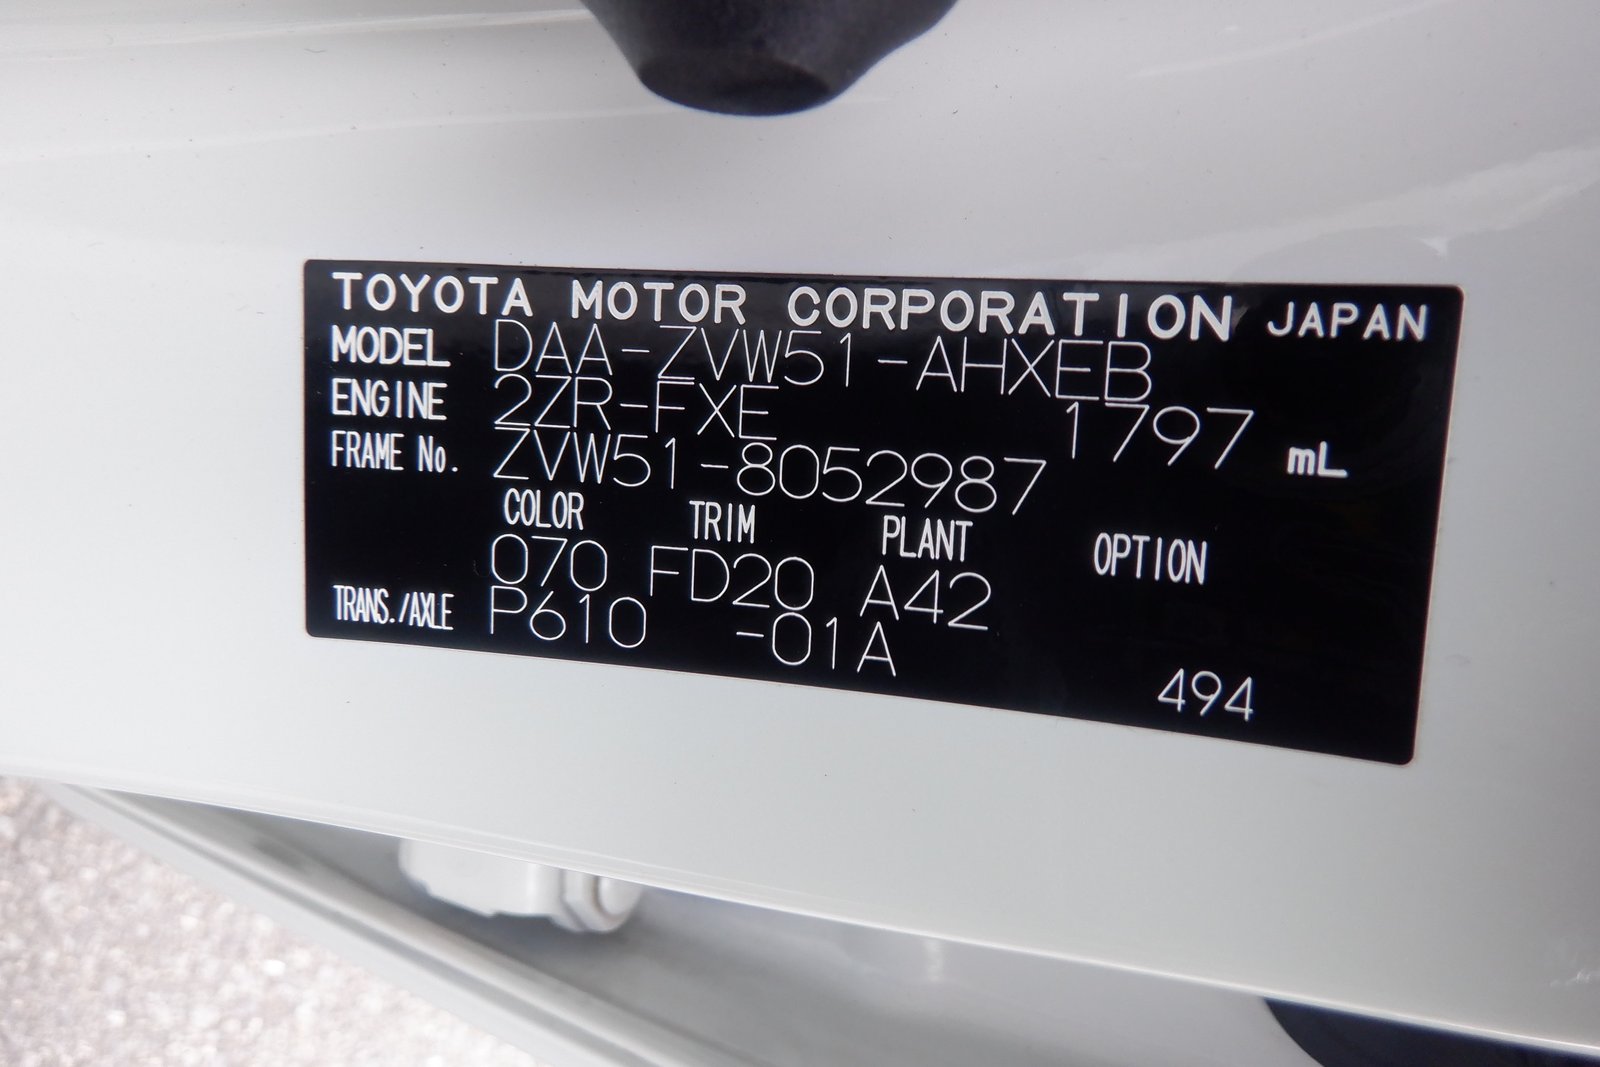 TOYOTA MOTOR CORPORATION JAPAN
MODEL DAA-ZVW51-AHXEB
ENGINE 2ZR-FXE 1797 mL
FRAME No. ZVW51-8052987
COLOR TRIM PLANT OPTION
070 FD20 A42
TRANS./AXLE P610 -01A
494